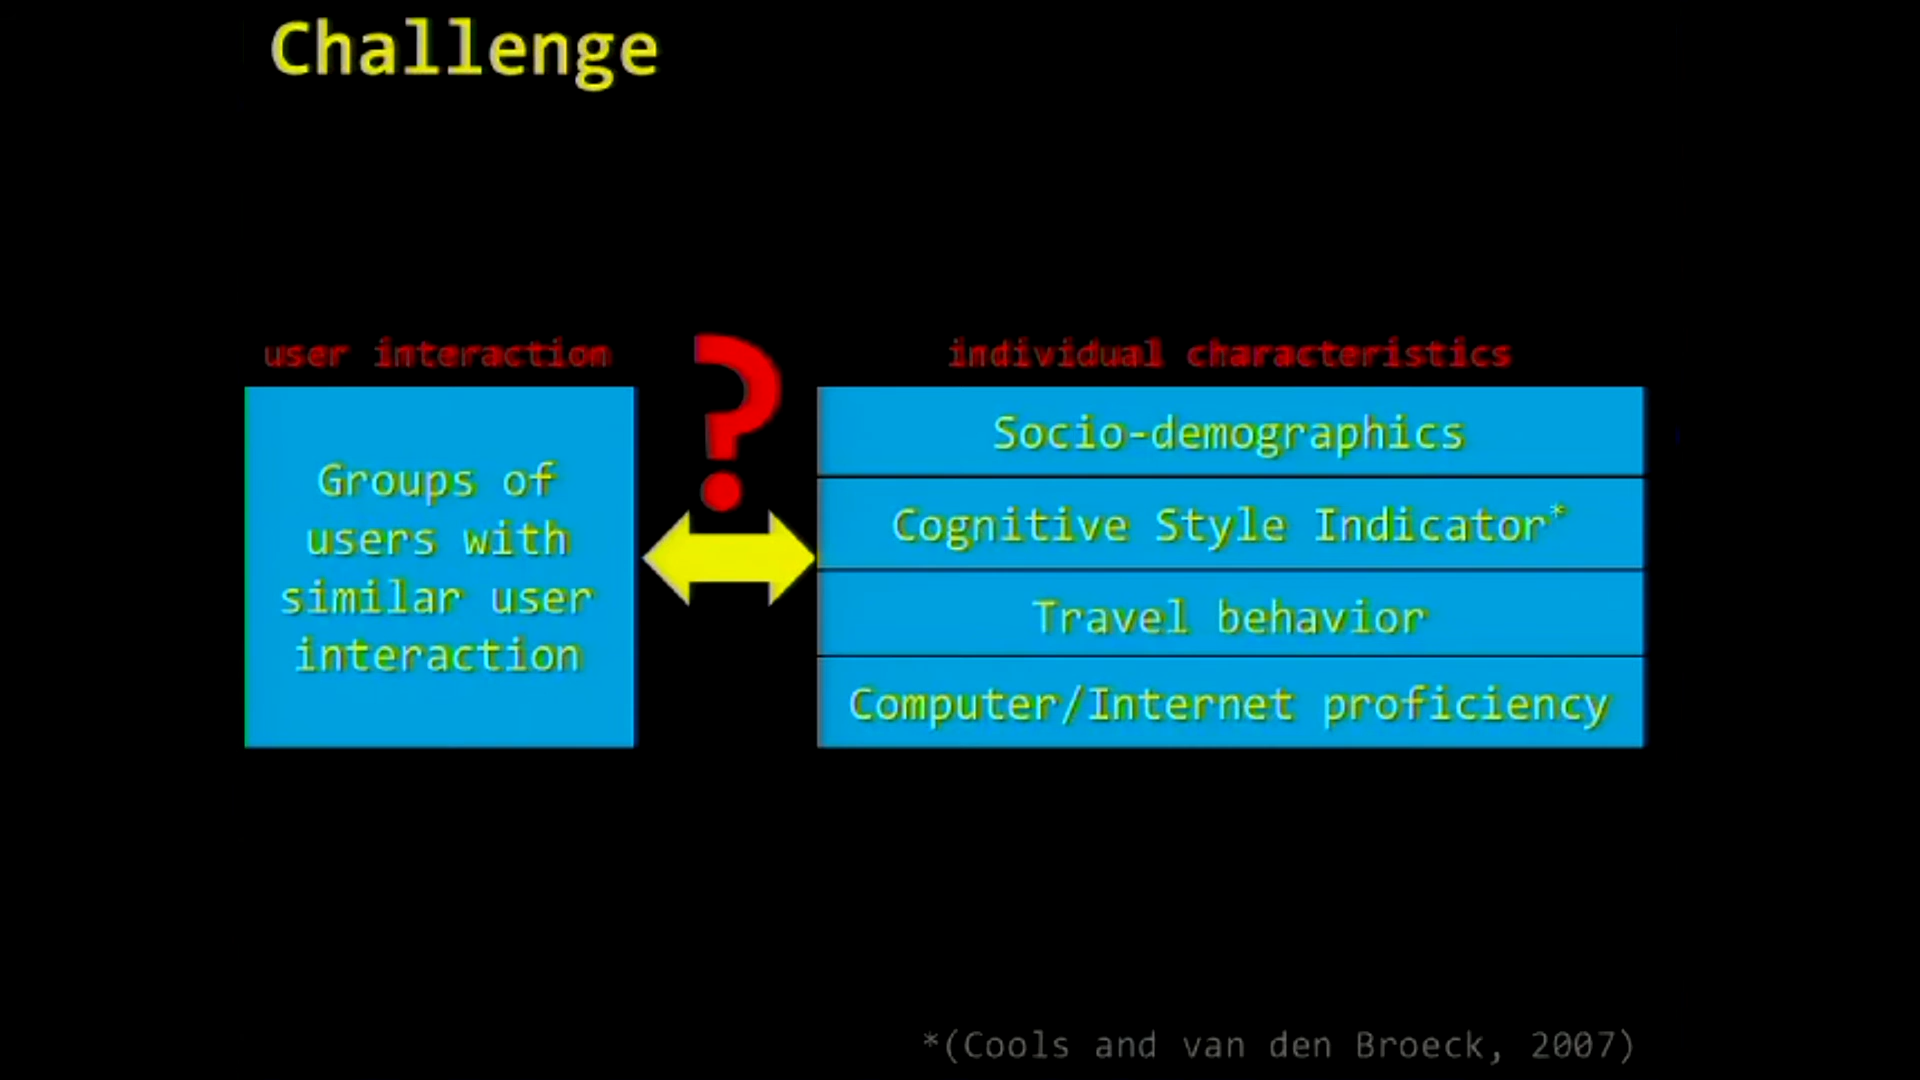 Challenge
user interaction
individual characteristics
Groups of
users with
similar user
interaction
?
Socio-demographics
Cognitive Style Indicator*
Travel behavior
Computer/Internet proficiency
*(Cools and van den Broeck, 2007)